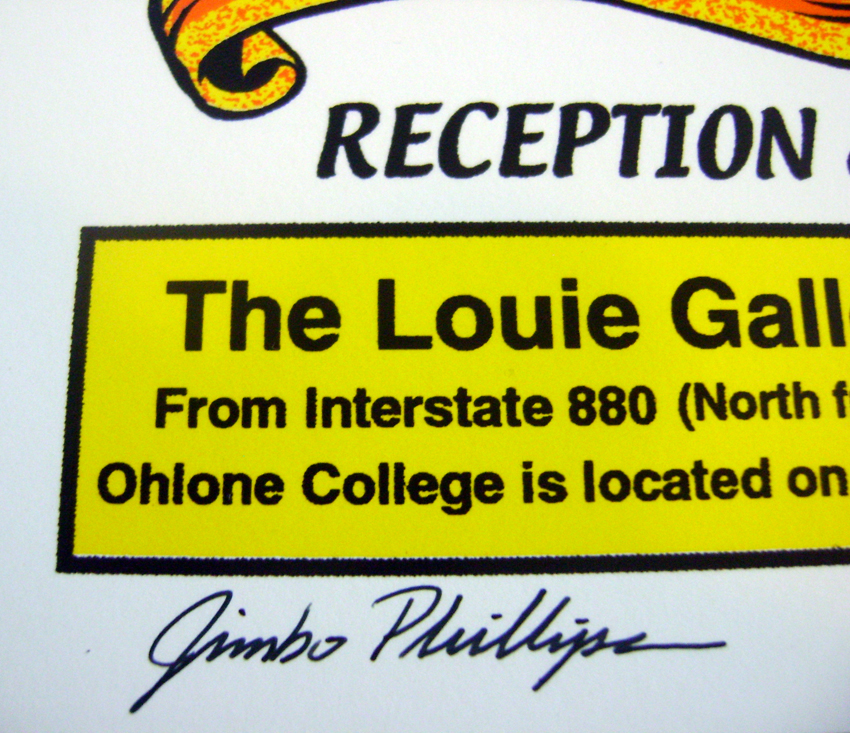 RECEPTION
The Louie Gall
From Interstate 880 (North f
Ohlone College is located on
Jimbo Phillips